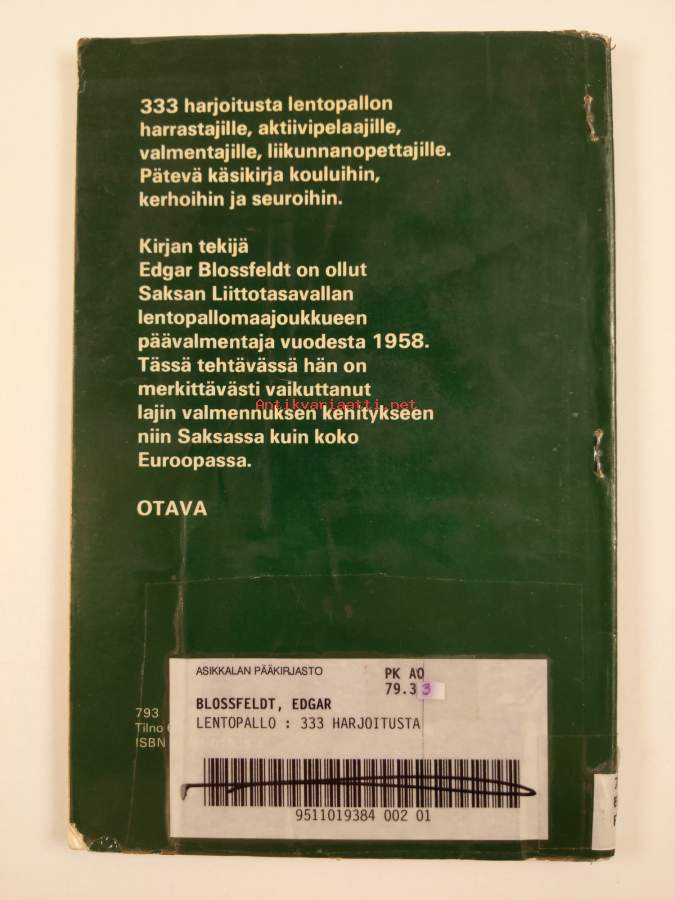 333 harjoitusta lentopallon
harrastajille, aktiivipelaajille,
valmentajille, liikunnanopettajille.
Pätevä käsikirja kouluihin,
kerhoihin ja seuroihin.
Kirjan tekijä
Edgar Blossfeldt on ollut
Saksan Liittotasavallan
lentopallomaajoukkueen
päävalmentaja vuodesta 1958.
Tässä tehtävässä hän on
merkittävästi vaikuttanut
Antikvariaatti.net
lajin valmennuksen kehitykseen
niin Saksassa kuin koko
Euroopassa.
OTAVA
ASIKKALAN PÄÄKIRJASTO
PK AO
79.33
BLOSSFELDT, EDGAR
LENTOPALLO : 333 HARJOITUSTA
793
Tilno
ISBN
9511019384 002 01